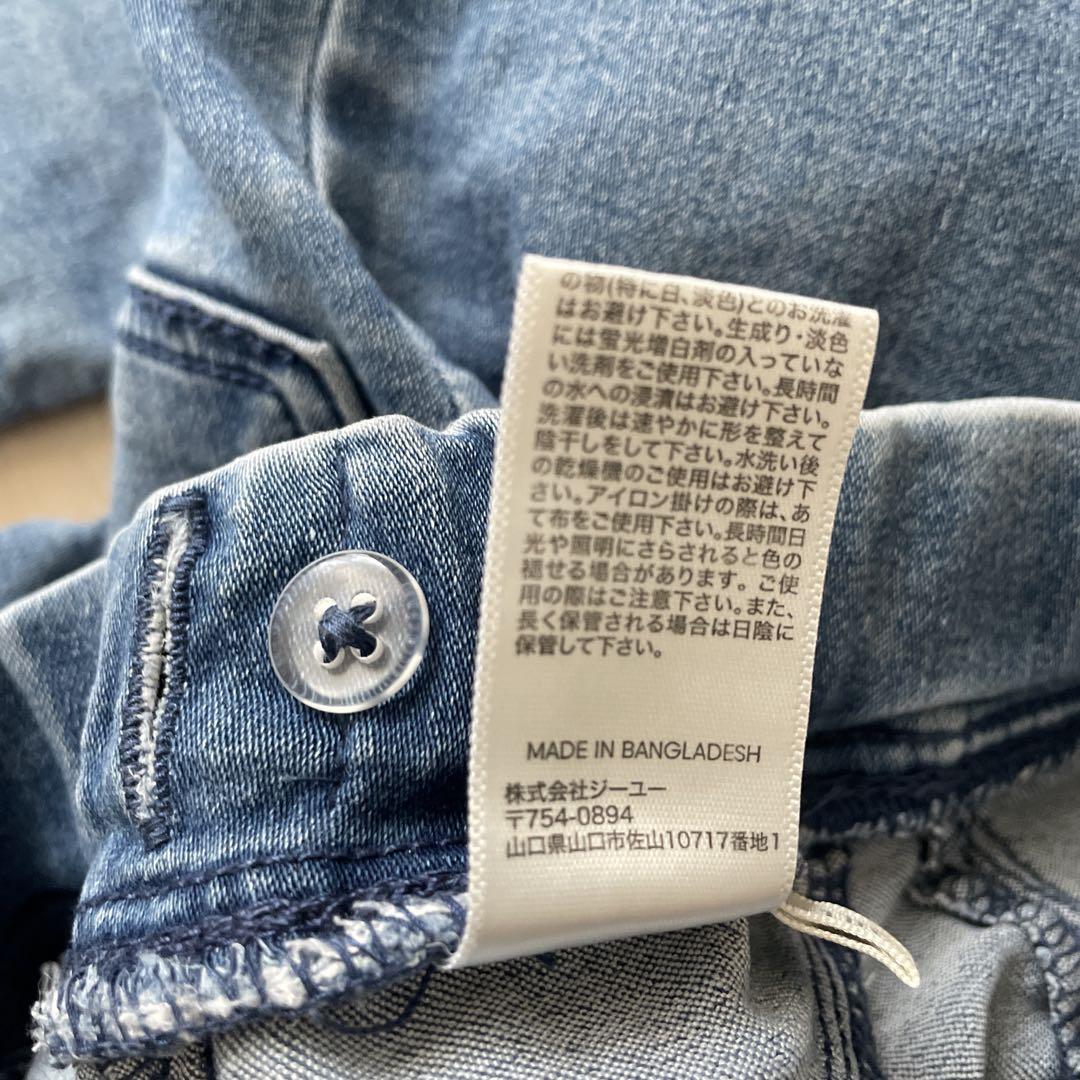 の物(特に白、淡色)とのお洗濯
はお避け下さい。生成り・淡色
には蛍光増白剤の入っていな
い洗剤をご使用下さい。長時間
の水への浸漬はお避け下さい。
洗濯後は速やかに形を整えて
陰干しをして下さい。水洗い後
の乾燥機のご使用はお避け下
さい。アイロン掛けの際は、あ
て布をご使用下さい。長時間日
光や照明にさらされると色の
褪せる場合があります。ご使
用の際はご注意下さい。また、
長く保管される場合は日陰に
保管して下さい。
MADE IN BANGLADESH
株式会社ジーユー
〒754-0894
山口県山口市佐山10717番地1